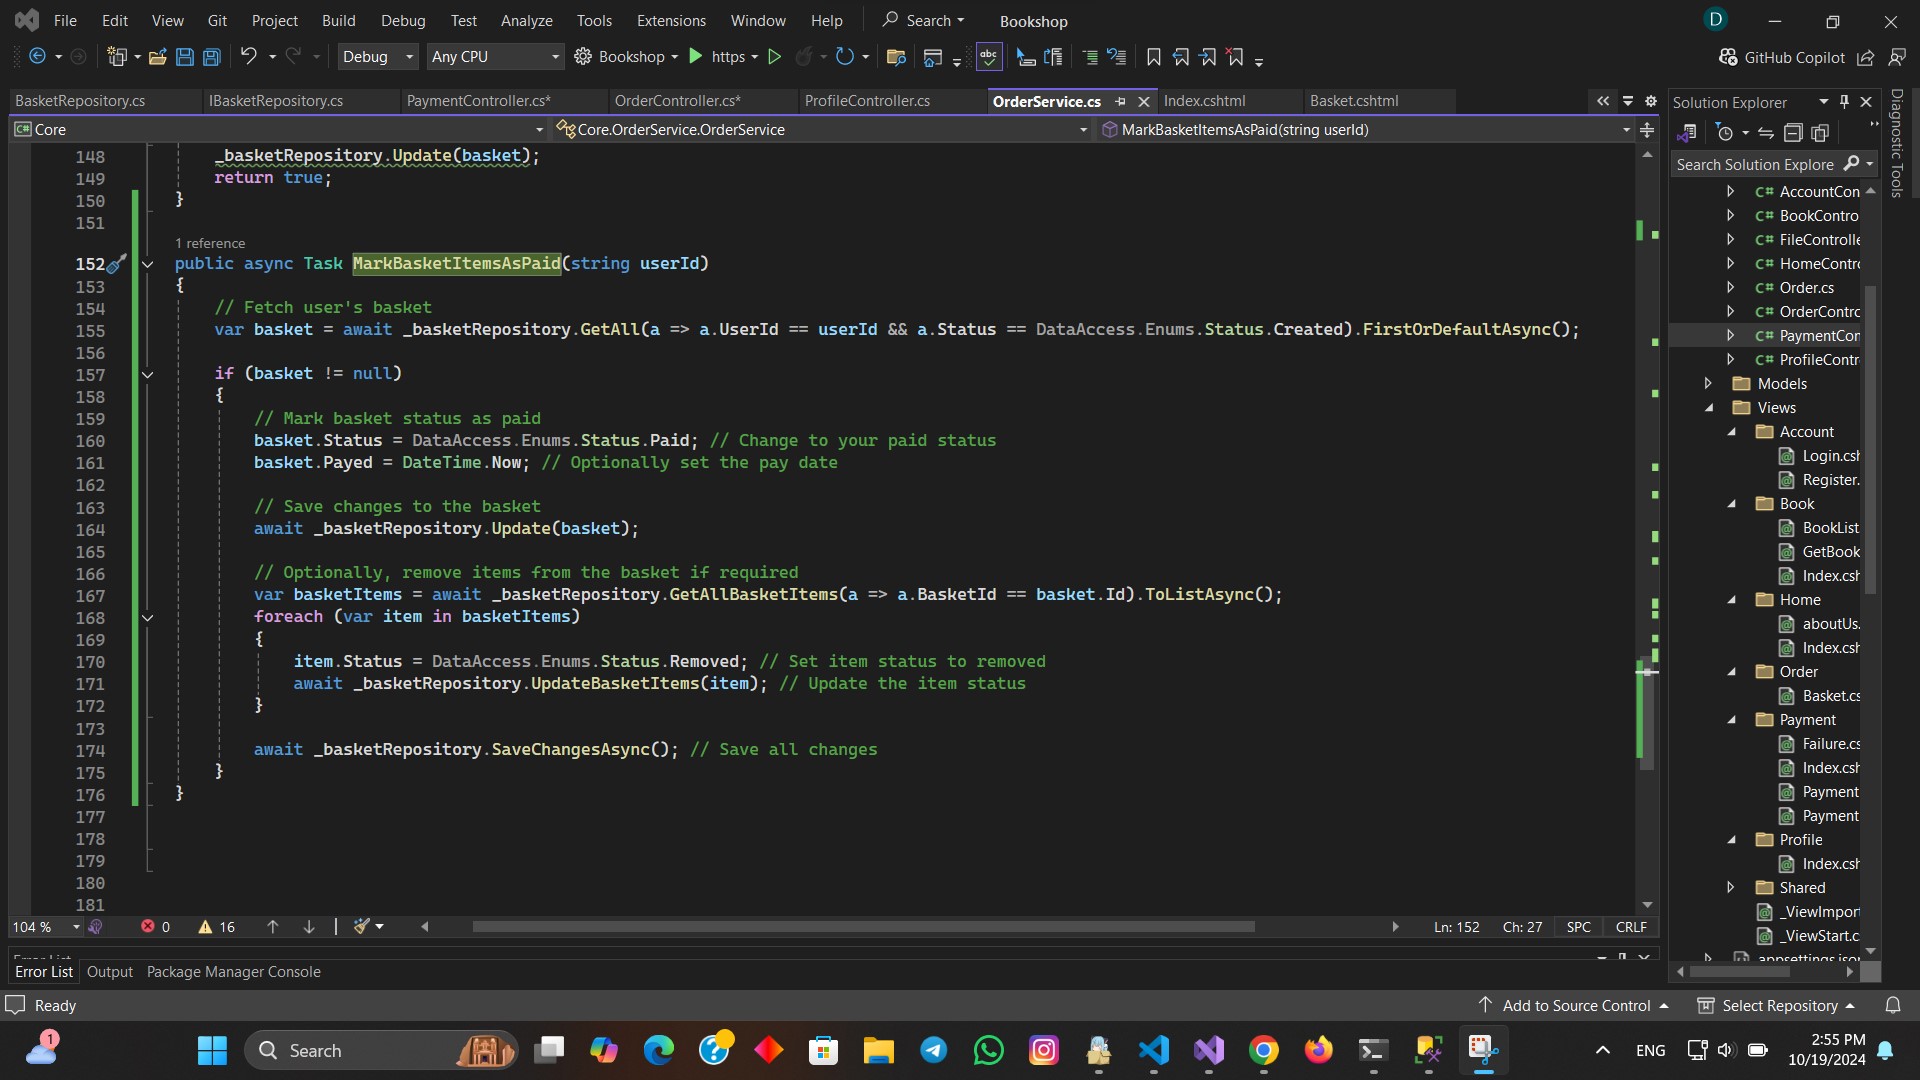 File Edit View Git Project Build Debug Test Analyze Tools Extensions Window Help Search Bookshop D
Debug Any CPU Bookshop https GitHub Copilot
BasketRepository.cs IBasketRepository.cs PaymentController.cs* OrderController.cs* ProfileController.cs OrderService.cs Index.cshtml Basket.cshtml
C# Core Core.OrderService.OrderService MarkBasketItemsAsPaid(string userId)
148 _basketRepository.Update(basket);
149 return true;
150 }
151
1 reference
152 public async Task MarkBasketItemsAsPaid(string userId)
153 {
154 // Fetch user's basket
155 var basket = await _basketRepository.GetAll(a => a.UserId == userId && a.Status == DataAccess.Enums.Status.Created).FirstOrDefaultAsync();
156
157 if (basket != null)
158 {
159 // Mark basket status as paid
160 basket.Status = DataAccess.Enums.Status.Paid; // Change to your paid status
161 basket.Payed = DateTime.Now; // Optionally set the pay date
162
163 // Save changes to the basket
164 await _basketRepository.Update(basket);
165
166 // Optionally, remove items from the basket if required
167 var basketItems = await _basketRepository.GetAllBasketItems(a => a.BasketId == basket.Id).ToListAsync();
168 foreach (var item in basketItems)
169 {
170 item.Status = DataAccess.Enums.Status.Removed; // Set item status to removed
171 await _basketRepository.UpdateBasketItems(item); // Update the item status
172 }
173
174 await _basketRepository.SaveChangesAsync(); // Save all changes
175 }
176 }
177
178
179
180
181
104 % 0 16 Ln: 152 Ch: 27 SPC CRLF
Error List Output Package Manager Console
Solution Explorer
Search Solution Explore
C# AccountCon
C# BookContro
C# FileControlle
C# HomeContro
C# Order.cs
C# OrderContro
C# PaymentCon
C# ProfileContr
Models
Views
Account
Login.csh
Register.
Book
BookList
GetBook
Index.csh
Home
aboutUs.
Index.csh
Order
Basket.cs
Payment
Failure.cs
Index.csh
Payment
Payment
Profile
Index.csh
Shared
_ViewImport
_ViewStart.c
appsettings.json
Diagnostic Tools
Ready Add to Source Control Select Repository
1 Search ENG 2:55 PM
10/19/2024